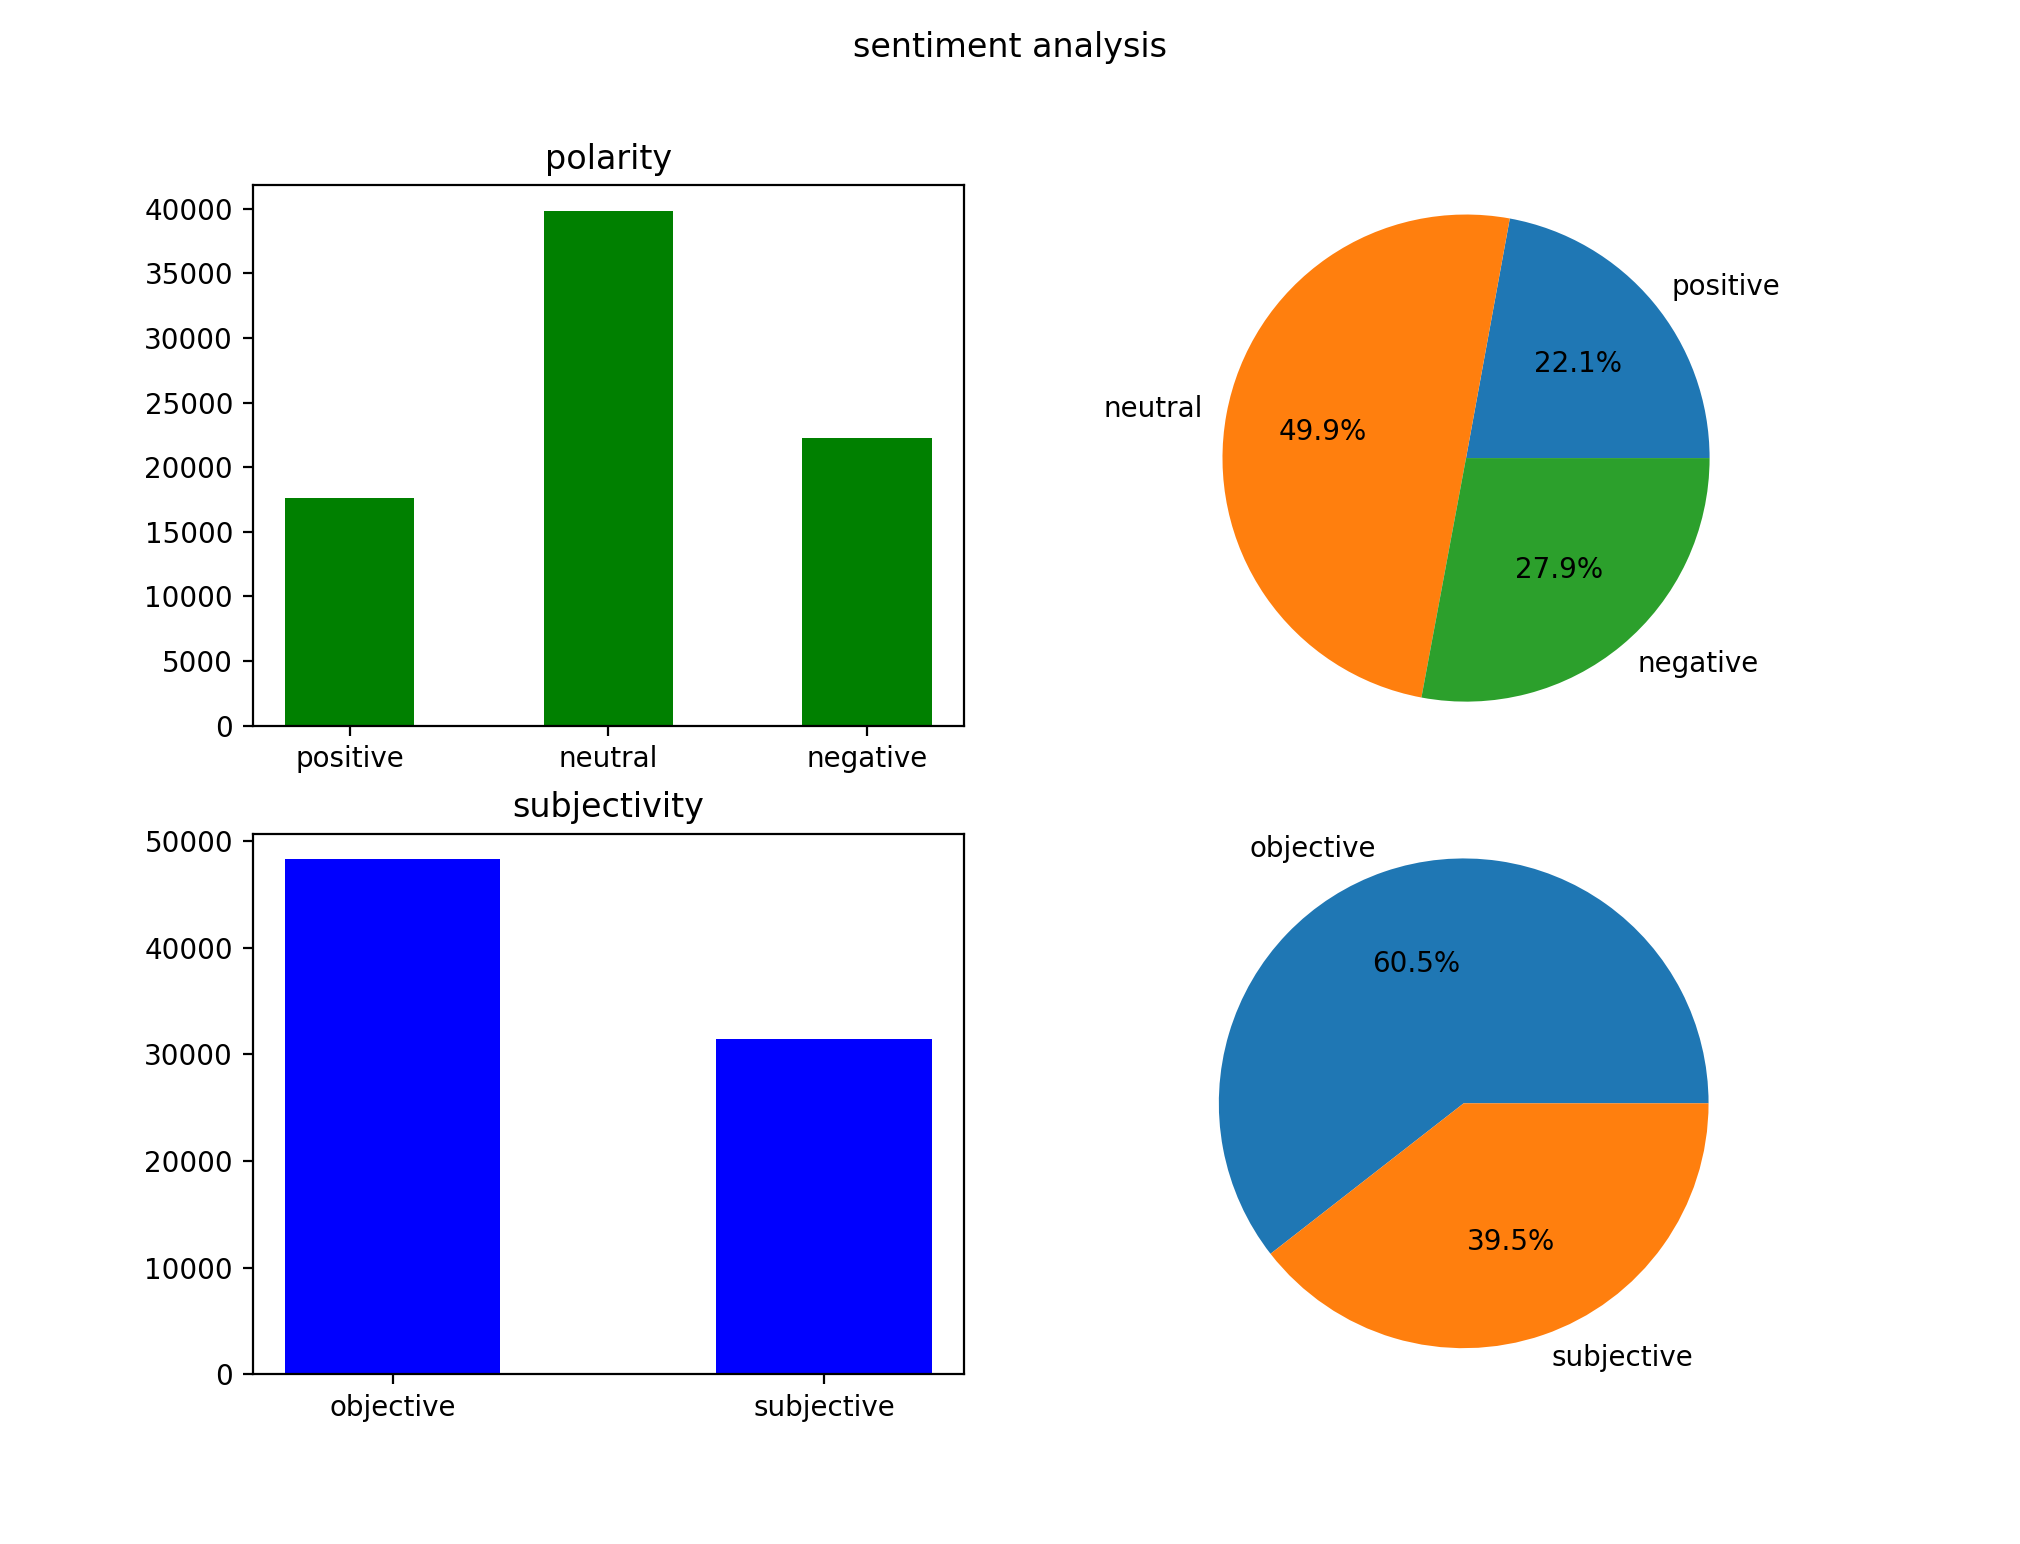 sentiment analysis
polarity
40000
35000
30000
25000
20000
15000
10000
5000
0
positive
neutral
negative
positive
22.1%
neutral
49.9%
27.9%
negative
subjectivity
50000
40000
30000
20000
10000
0
objective
subjective
objective
60.5%
39.5%
subjective